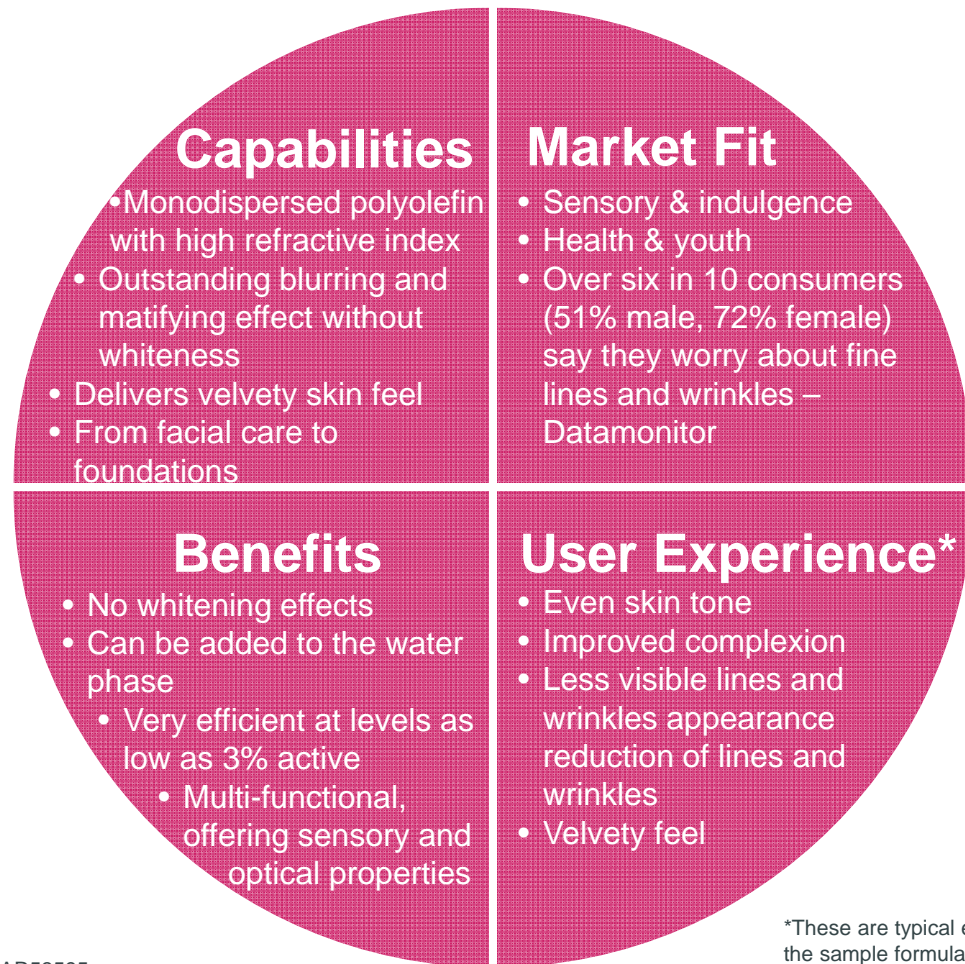 Capabilities
•Monodispersed polyolefin
with high refractive index
• Outstanding blurring and
matifying effect without
whiteness
• Delivers velvety skin feel
• From facial care to
foundations
Market Fit
• Sensory & indulgence
• Health & youth
• Over six in 10 consumers
(51% male, 72% female)
say they worry about fine
lines and wrinkles –
Datamonitor
Benefits
• No whitening effects
• Can be added to the water
phase
• Very efficient at levels as
low as 3% active
• Multi-functional,
offering sensory and
optical properties
User Experience*
• Even skin tone
• Improved complexion
• Less visible lines and
wrinkles appearance
reduction of lines and
wrinkles
• Velvety feel
*These are typical
the sample formula